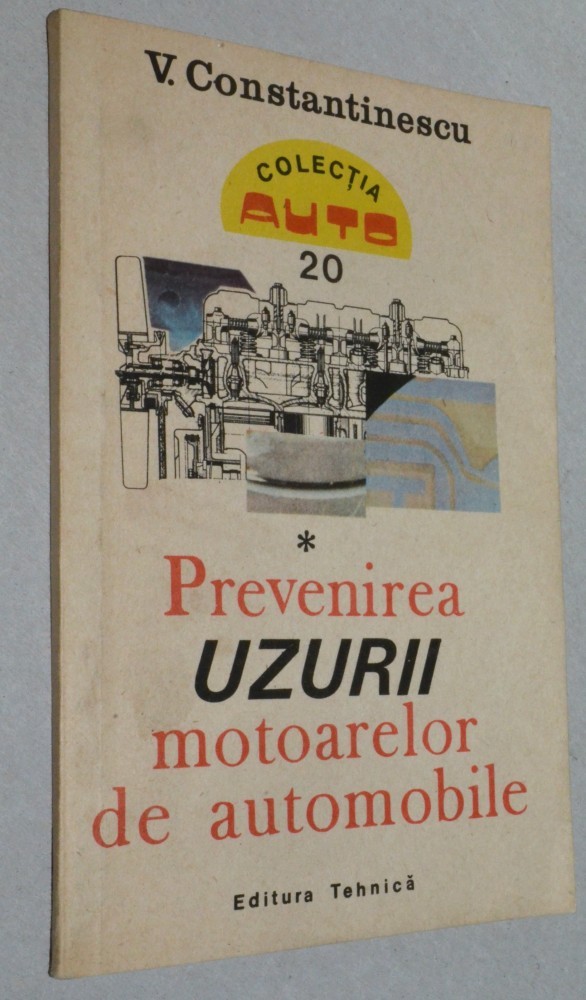 V. Constantinescu
COLECȚIA
AUTO
20
*
Prevenirea
UZURII
motoarelor
de automobile
Editura Tehnică